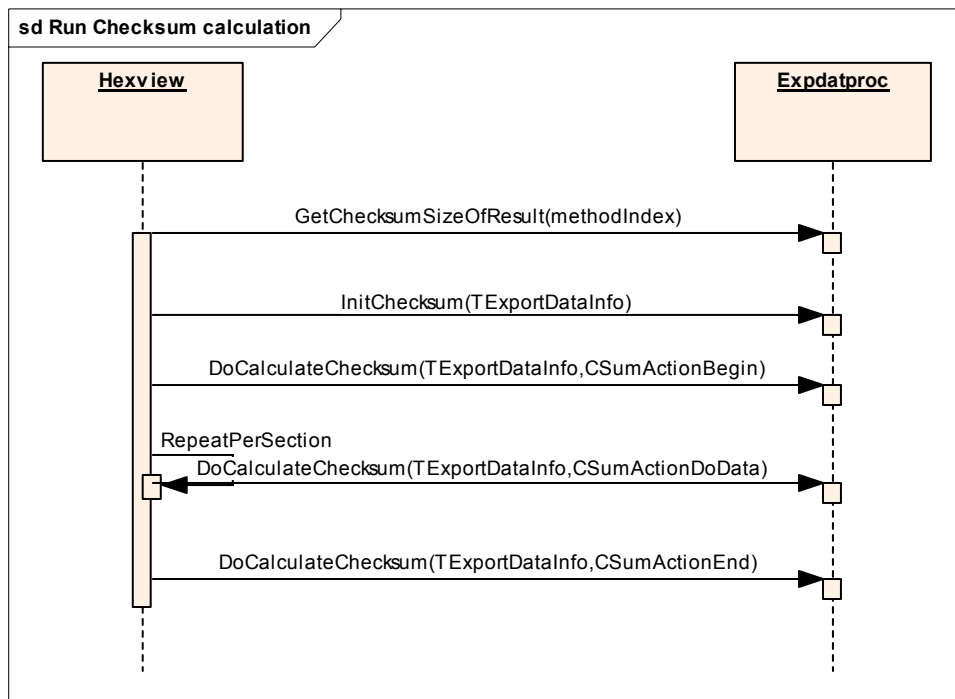 sd Run Checksum calculation
Hexview
Expdatproc
GetChecksumSizeOfResult(methodIndex)
InitChecksum(TExportDataInfo)
DoCalculateChecksum(TExportDataInfo,CSumActionBegin)
RepeatPerSection
DoCalculateChecksum(TExportDataInfo,CSumActionDoData)
DoCalculateChecksum(TExportDataInfo,CSumActionEnd)